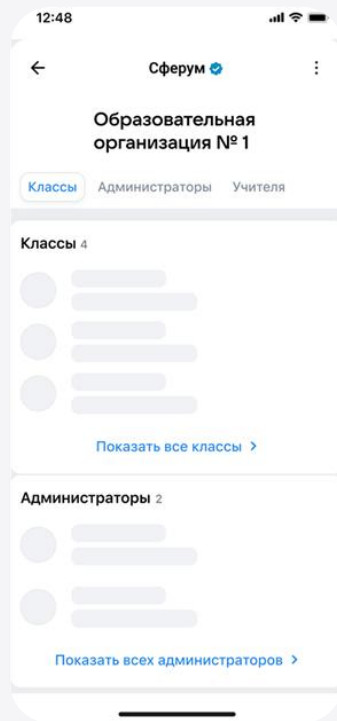 12:48
Сферум
Образовательная
организация № 1
Классы Администраторы Учителя
Классы 4
Показать все классы
Администраторы 2
Показать всех администраторов